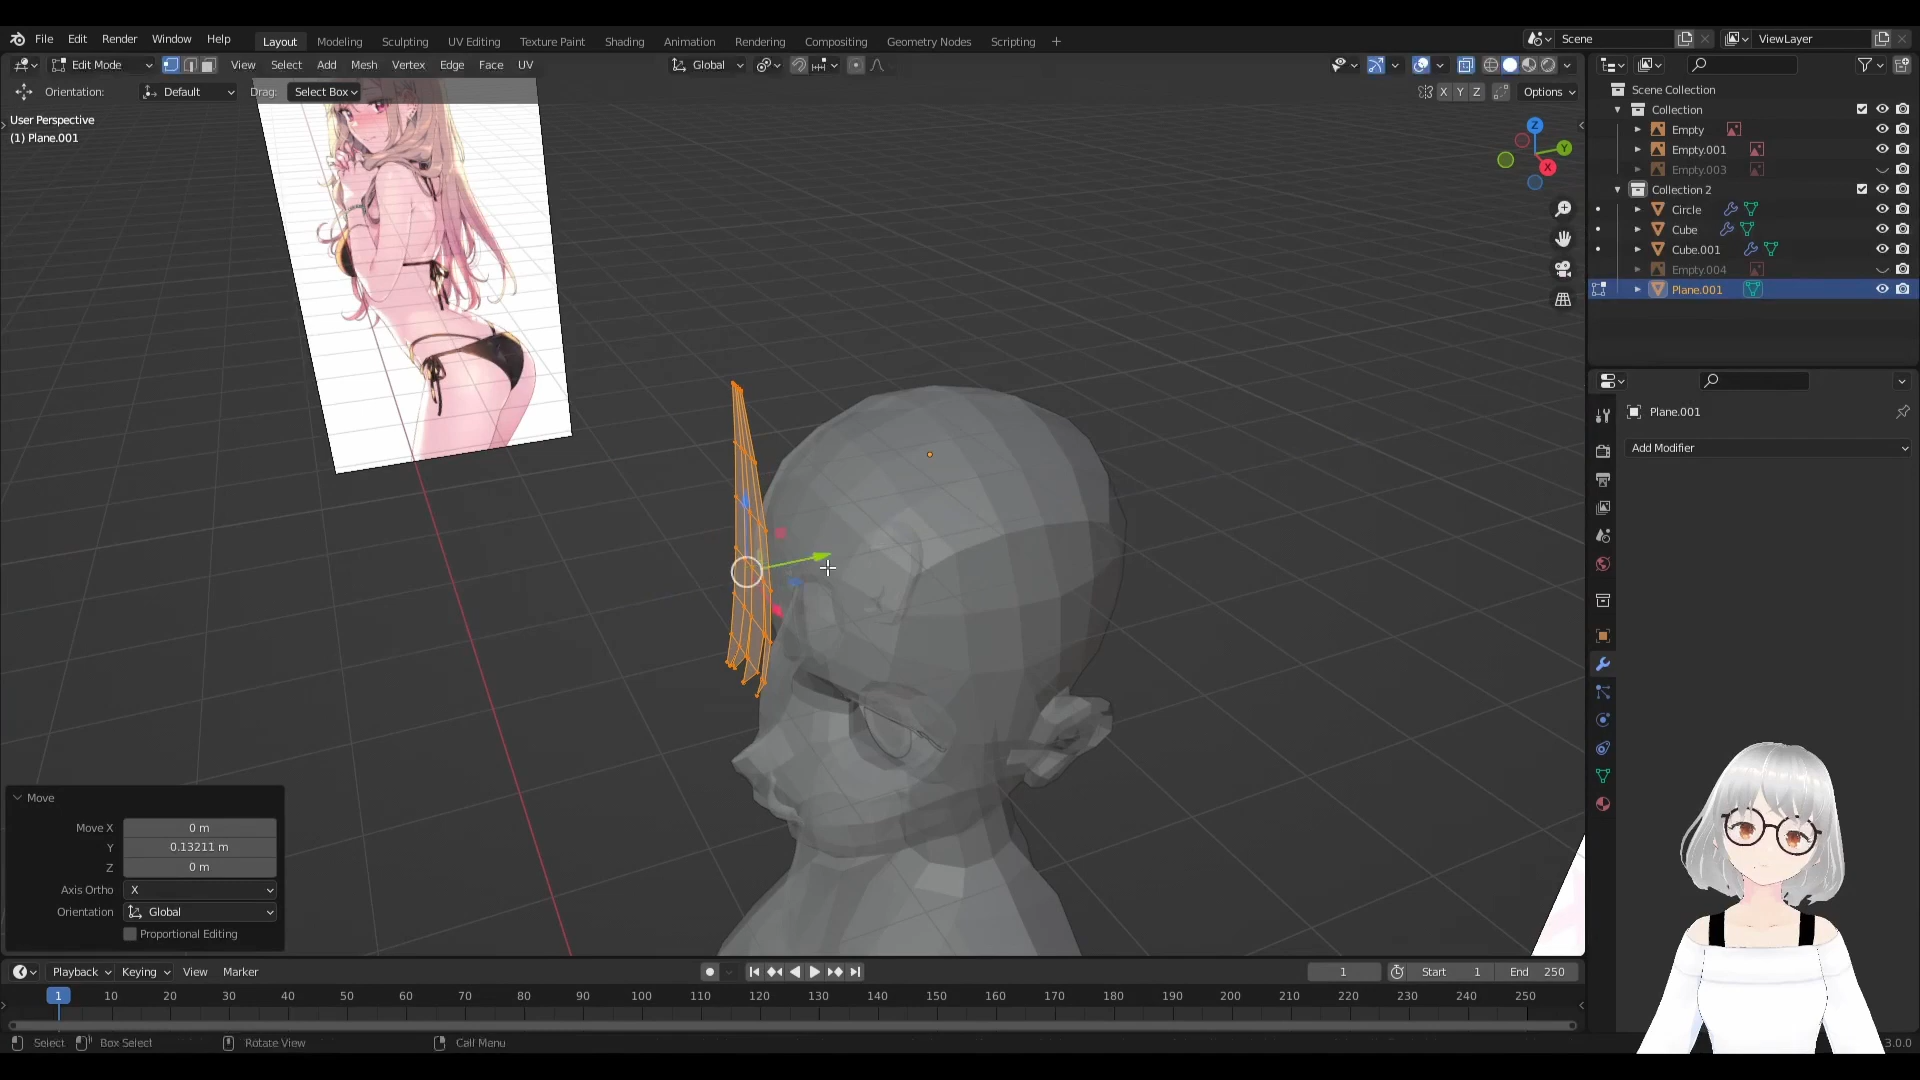 File Edit Render Window Help Layout Modeling Sculpting UV Editing Texture Paint Shading Animation Rendering Compositing Geometry Nodes Scripting + Scene ViewLayer
Edit Mode View Select Add Mesh Vertex Edge Face UV Global
Orientation: Default Drag: Select Box X Y Z Options
User Perspective
(1) Plane.001
Z
Y
X
Scene Collection
Collection
Empty
Empty.001
Empty.003
Collection 2
Circle
Cube
Cube.001
Empty.004
Plane.001
Plane.001
Add Modifier
Move
Move X 0 m
Y 0.13211 m
Z 0 m
Axis Ortho X
Orientation Global
Proportional Editing
Playback Keying View Marker 1 Start 1 End 250
1 10 20 30 40 50 60 70 80 90 100 110 120 130 140 150 160 170 180 190 200 210 220 230 240 250
Select Box Select Rotate View Call Menu 3.0.0